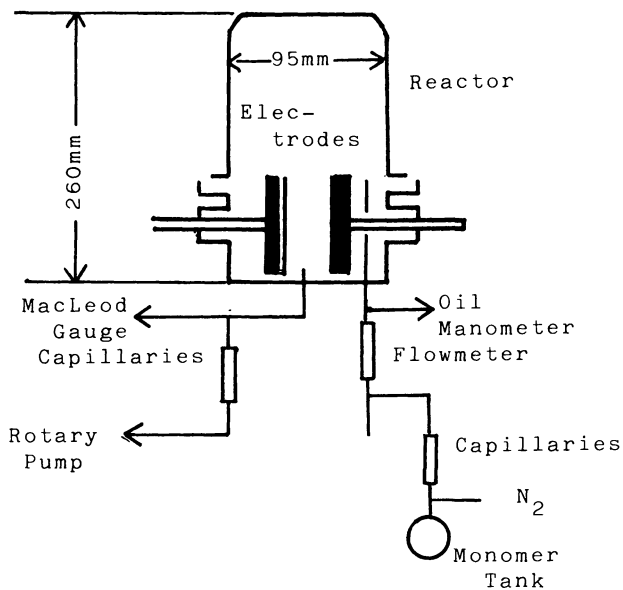 95mm
Reactor
Elec-
trodes
260mm
MacLeod
Gauge
Capillaries
Oil
Manometer
Flowmeter
Rotary
Pump
Capillaries
N2
Monomer
Tank